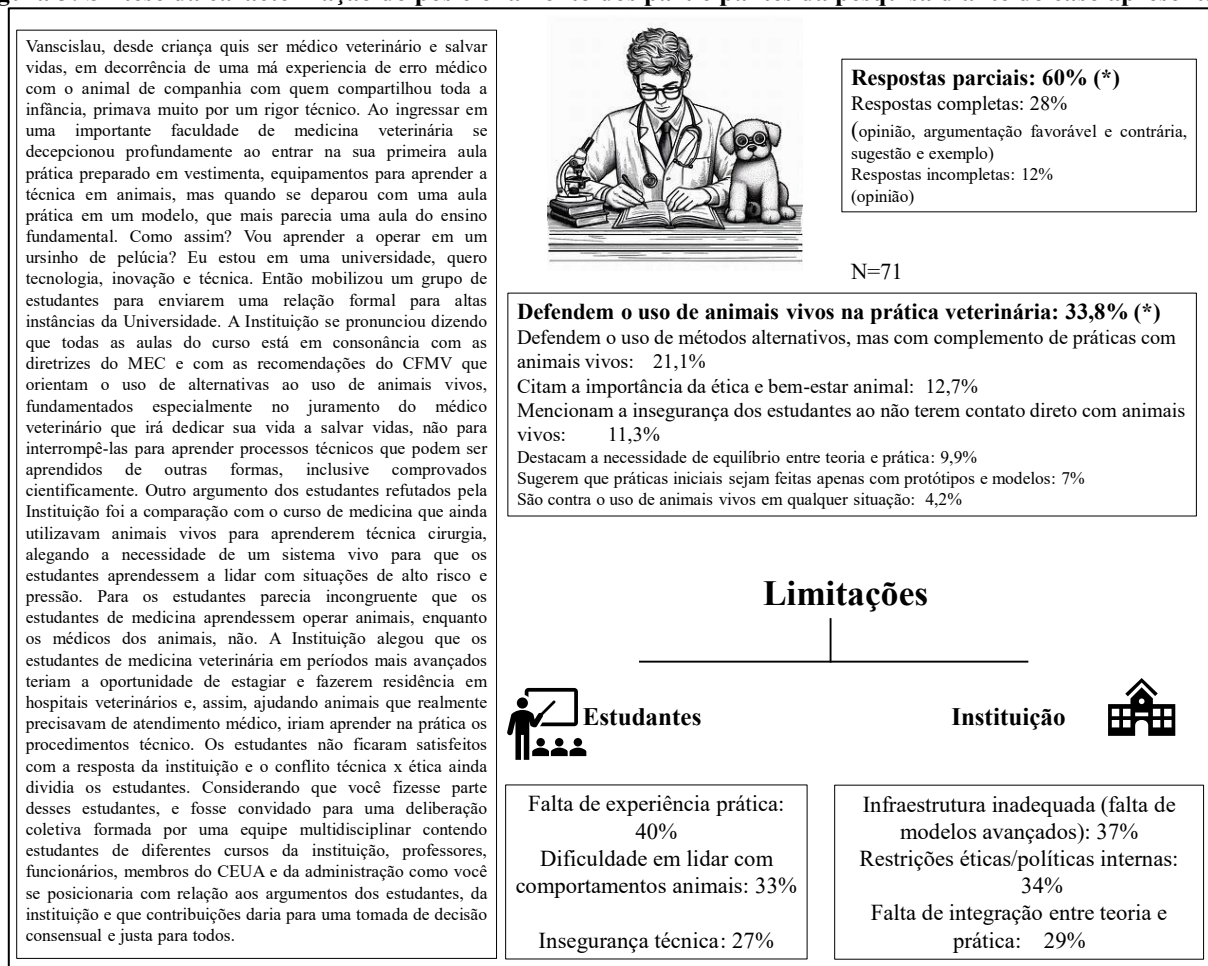 Vanscislau, desde criança quis ser médico veterinário e salvar
vidas, em decorrência de uma má experiencia de erro médico
com o animal de companhia com quem compartilhou toda a
infância, primava muito por um rigor técnico. Ao ingressar em
uma importante faculdade de medicina veterinária se
decepcionou profundamente ao entrar na sua primeira aula
prática preparado em vestimenta, equipamentos para aprender a
técnica em animais, mas quando se deparou com uma aula
prática em um modelo, que mais parecia uma aula do ensino
fundamental. Como assim? Vou aprender a operar em um
ursinho de pelúcia? Eu estou em uma universidade, quero
tecnologia, inovação e técnica. Então mobilizou um grupo de
estudantes para enviarem uma relação formal para altas
instâncias da Universidade. A Instituição se pronunciou dizendo
que todas as aulas do curso está em consonância com as
diretrizes do MEC e com as recomendações do CFMV que
orientam o uso de alternativas ao uso de animais vivos,
fundamentados especialmente no juramento do médico
veterinário que irá dedicar sua vida a salvar vidas, não para
interrompê-las para aprender processos técnicos que podem ser
aprendidos de outras formas, inclusive comprovados
cientificamente. Outro argumento dos estudantes refutados pela
Instituição foi a comparação com o curso de medicina que ainda
utilizavam animais vivos para aprenderem técnica cirurgia,
alegando a necessidade de um sistema vivo para que os
estudantes aprendessem a lidar com situações de alto risco e
pressão. Para os estudantes parecia incongruente que os
estudantes de medicina aprendessem operar animais, enquanto
os médicos dos animais, não. A Instituição alegou que os
estudantes de medicina veterinária em períodos mais avançados
teriam a oportunidade de estagiar e fazerem residência em
hospitais veterinários e, assim, ajudando animais que realmente
precisavam de atendimento médico, iriam aprender na prática os
procedimentos técnico. Os estudantes não ficaram satisfeitos
com a resposta da instituição e o conflito técnica x ética ainda
dividia os estudantes. Considerando que você fizesse parte
desses estudantes, e fosse convidado para uma deliberação
coletiva formada por uma equipe multidisciplinar contendo
estudantes de diferentes cursos da instituição, professores,
funcionários, membros do CEUA e da administração como você
se posicionaria com relação aos argumentos dos estudantes, da
instituição e que contribuições daria para uma tomada de decisão
consensual e justa para todos.
Respostas parciais: 60% (*)
Respostas completas: 28%
(opinião, argumentação favorável e contrária,
sugestão e exemplo)
Respostas incompletas: 12%
(opinião)
N=71
Defendem o uso de animais vivos na prática veterinária: 33,8% (*)
Defendem o uso de métodos alternativos, mas com complemento de práticas com
animais vivos: 21,1%
Citam a importância da ética e bem-estar animal: 12,7%
Mencionam a insegurança dos estudantes ao não terem contato direto com animais
vivos: 11,3%
Destacam a necessidade de equilíbrio entre teoria e prática: 9,9%
Sugerem que práticas iniciais sejam feitas apenas com protótipos e modelos: 7%
São contra o uso de animais vivos em qualquer situação: 4,2%
Limitações
Estudantes
Falta de experiência prática:
40%
Dificuldade em lidar com
comportamentos animais: 33%
Insegurança técnica: 27%
Instituição
Infraestrutura inadequada (falta de
modelos avançados): 37%
Restrições éticas/políticas internas:
34%
Falta de integração entre teoria e
prática: 29%